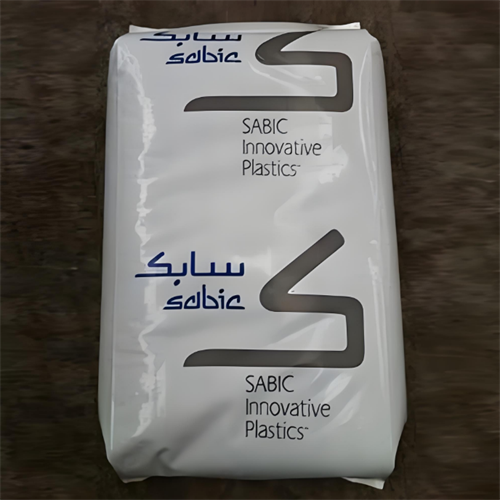 سابك
sabic
SABIC
Innovative
Plastics™
سابك
sabic
SABIC
Innovative
Plastics™